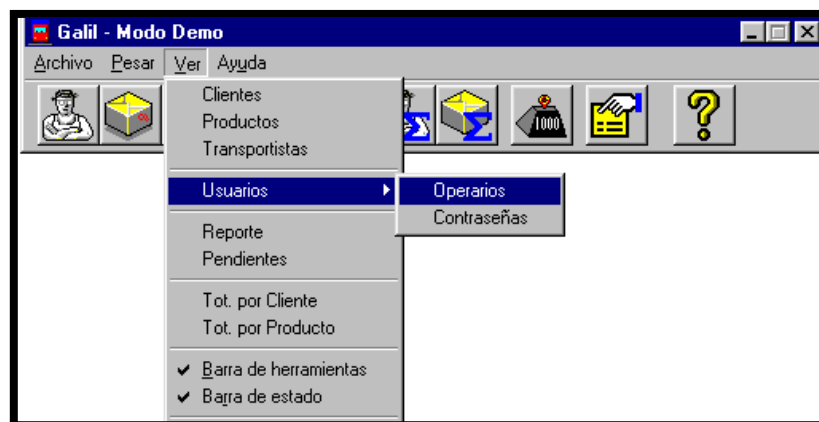 Galil - Modo Demo
Archivo Pesar Ver Ayuda
Clientes
Productos
Transportistas
1000
?
Usuarios
Operarios
Contraseñas
Reporte
Pendientes
Tot. por Cliente
Tot. por Producto
Barra de herramientas
Barra de estado